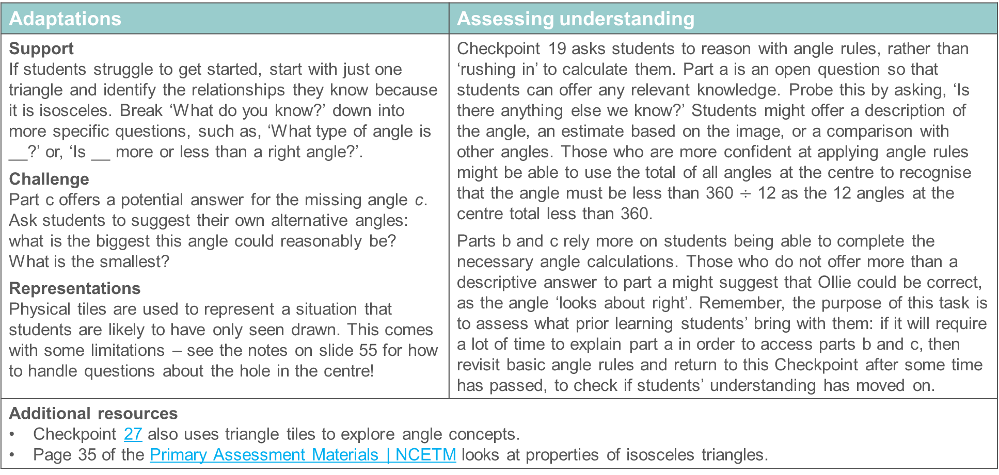 Adaptations
Support
If students struggle to get started, start with just one
triangle and identify the relationships they know because
it is isosceles. Break ‘What do you know?’ down into
more specific questions, such as, ‘What type of angle is
__?’ or, ‘Is __ more or less than a right angle?’.
Challenge
Part c offers a potential answer for the missing angle c.
Ask students to suggest their own alternative angles:
what is the biggest this angle could reasonably be?
What is the smallest?
Representations
Physical tiles are used to represent a situation that
students are likely to have only seen drawn. This comes
with some limitations – see the notes on slide 55 for how
to handle questions about the hole in the centre!
Assessing understanding
Checkpoint 19 asks students to reason with angle rules, rather than
‘rushing in’ to calculate them. Part a is an open question so that
students can offer any relevant knowledge. Probe this by asking, ‘Is
there anything else we know?’ Students might offer a description of
the angle, an estimate based on the image, or a comparison with
other angles. Those who are more confident at applying angle rules
might be able to use the total of all angles at the centre to recognise
that the angle must be less than 360 ÷ 12 as the 12 angles at the
centre total less than 360.
Parts b and c rely more on students being able to complete the
necessary angle calculations. Those who do not offer more than a
descriptive answer to part a might suggest that Ollie could be correct,
as the angle ‘looks about right’. Remember, the purpose of this task is
to assess what prior learning students’ bring with them: if it will require
a lot of time to explain part a in order to access parts b and c, then
revisit basic angle rules and return to this Checkpoint after some time
has passed, to check if students’ understanding has moved on.
Additional resources
• Checkpoint 27 also uses triangle tiles to explore angle concepts.
• Page 35 of the Primary Assessment Materials | NCETM looks at properties of isosceles triangles.